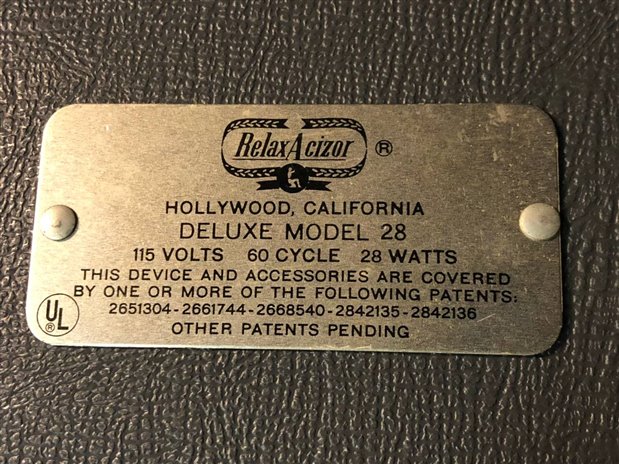 RelaxAcizor ®
HOLLYWOOD, CALIFORNIA
DELUXE MODEL 28
115 VOLTS 60 CYCLE 28 WATTS
THIS DEVICE AND ACCESSORIES ARE COVERED
BY ONE OR MORE OF THE FOLLOWING PATENTS:
2651304-2661744-2668540-2842135-2842136
OTHER PATENTS PENDING
UL ®